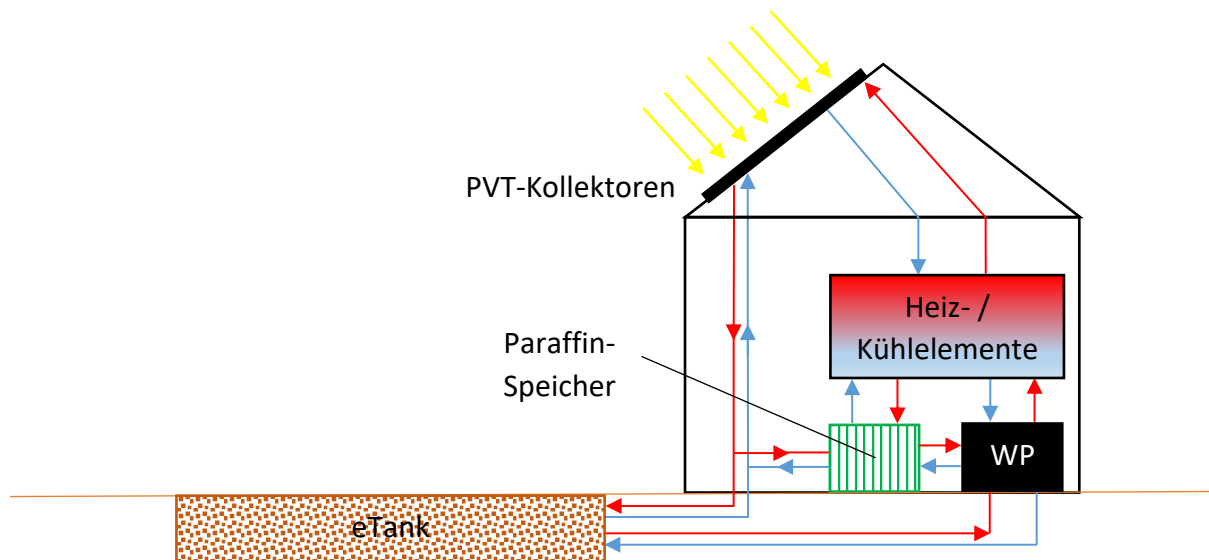 PVT-Kollektoren
Heiz- /
Kühlelemente
Paraffin-
Speicher
WP
eTank